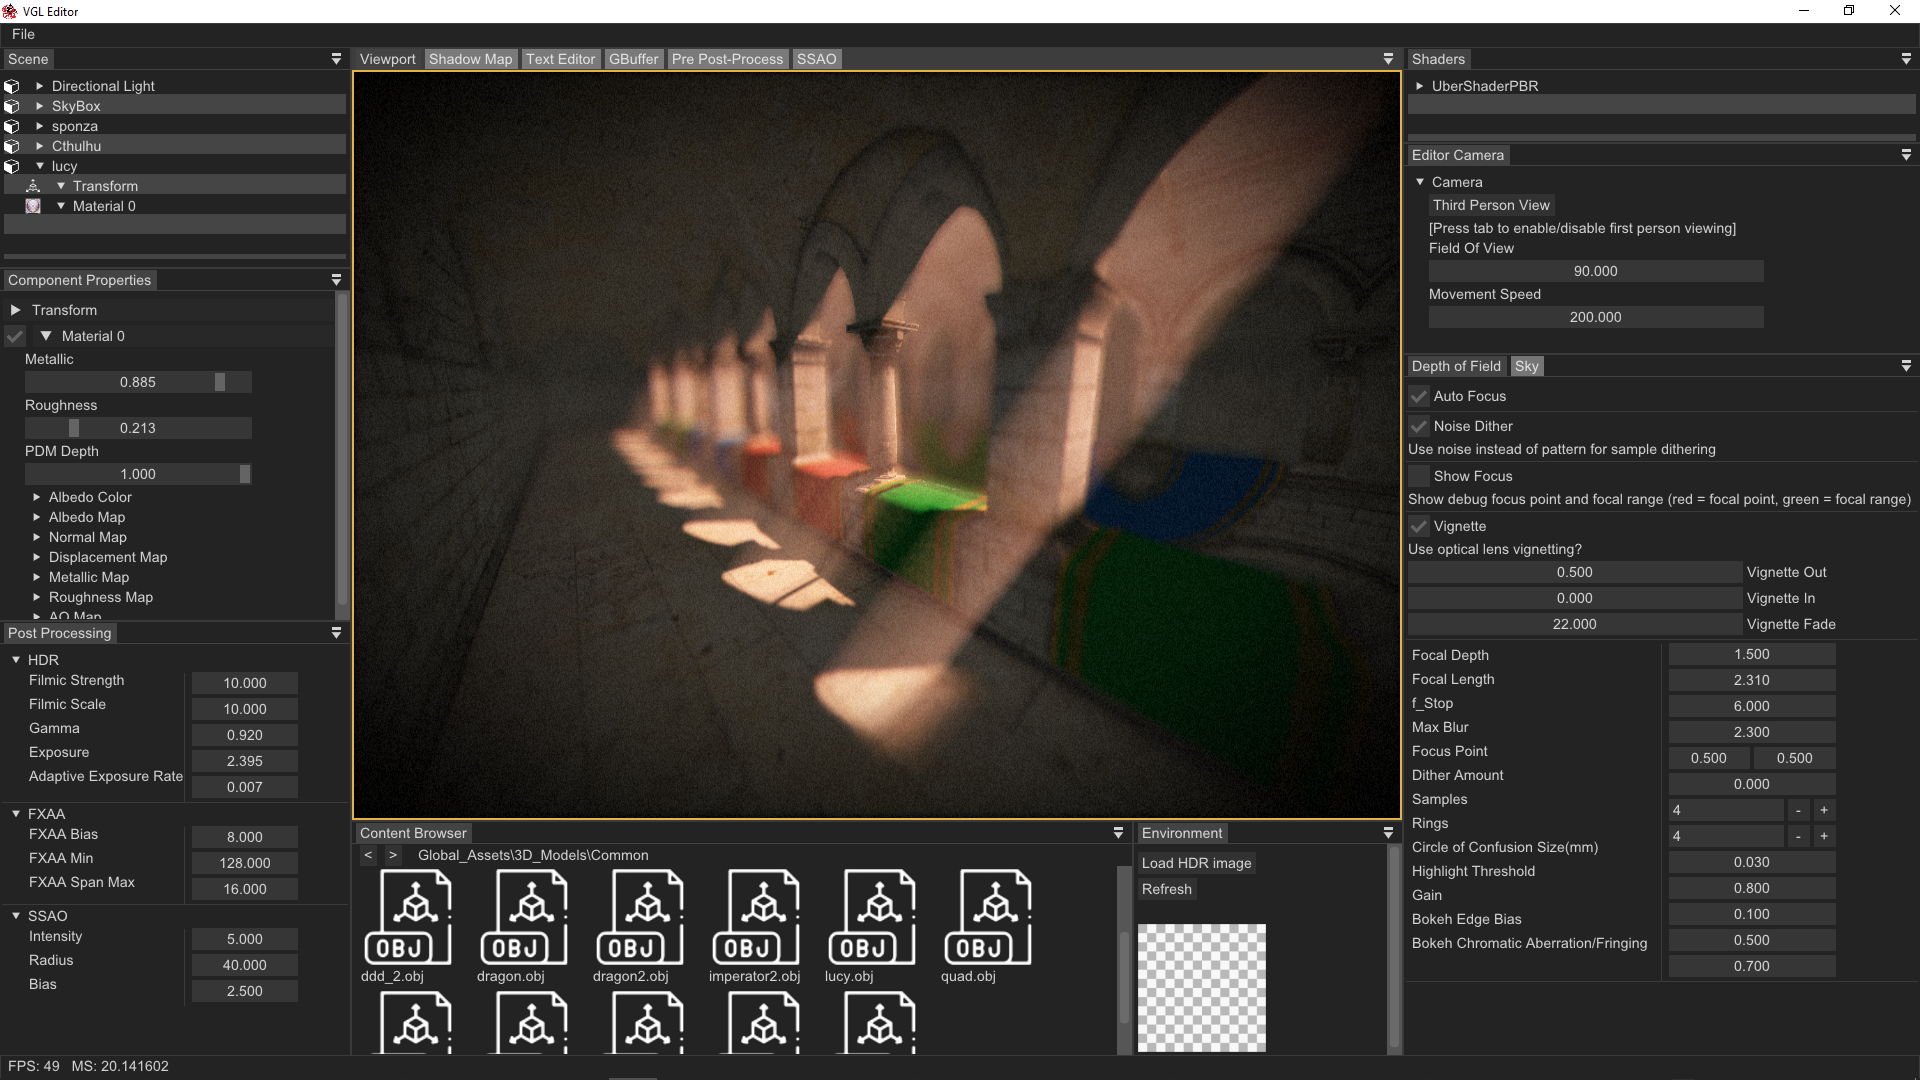 VGL Editor
File
Scene
Directional Light
SkyBox
sponza
Cthulhu
lucy
Transform
Material 0
Component Properties
Transform
Material 0
Metallic
0.885
Roughness
0.213
PDM Depth
1.000
Albedo Color
Albedo Map
Normal Map
Displacement Map
Metallic Map
Roughness Map
AO Map
Post Processing
HDR
Filmic Strength 10.000
Filmic Scale 10.000
Gamma 0.920
Exposure 2.395
Adaptive Exposure Rate 0.007
FXAA
FXAA Bias 8.000
FXAA Min 128.000
FXAA Span Max 16.000
SSAO
Intensity 5.000
Radius 40.000
Bias 2.500
FPS: 49 MS: 20.141602
Viewport Shadow Map Text Editor GBuffer Pre Post-Process SSAO
Content Browser
< > Global_Assets\3D_Models\Common
OBJ OBJ OBJ OBJ OBJ OBJ
ddd_2.obj dragon.obj dragon2.obj imperator2.obj lucy.obj quad.obj
Environment
Load HDR image
Refresh
Shaders
UberShaderPBR
Editor Camera
Camera
Third Person View
[Press tab to enable/disable first person viewing]
Field Of View
90.000
Movement Speed
200.000
Depth of Field Sky
Auto Focus
Noise Dither
Use noise instead of pattern for sample dithering
Show Focus
Show debug focus point and focal range (red = focal point, green = focal range)
Vignette
Use optical lens vignetting?
0.500 Vignette Out
0.000 Vignette In
22.000 Vignette Fade
Focal Depth 1.500
Focal Length 2.310
f_Stop 6.000
Max Blur 2.300
Focus Point 0.500 0.500
Dither Amount 0.000
Samples 4 - +
Rings 4 - +
Circle of Confusion Size(mm) 0.030
Highlight Threshold 0.800
Gain 0.100
Bokeh Edge Bias 0.500
Bokeh Chromatic Aberration/Fringing 0.700